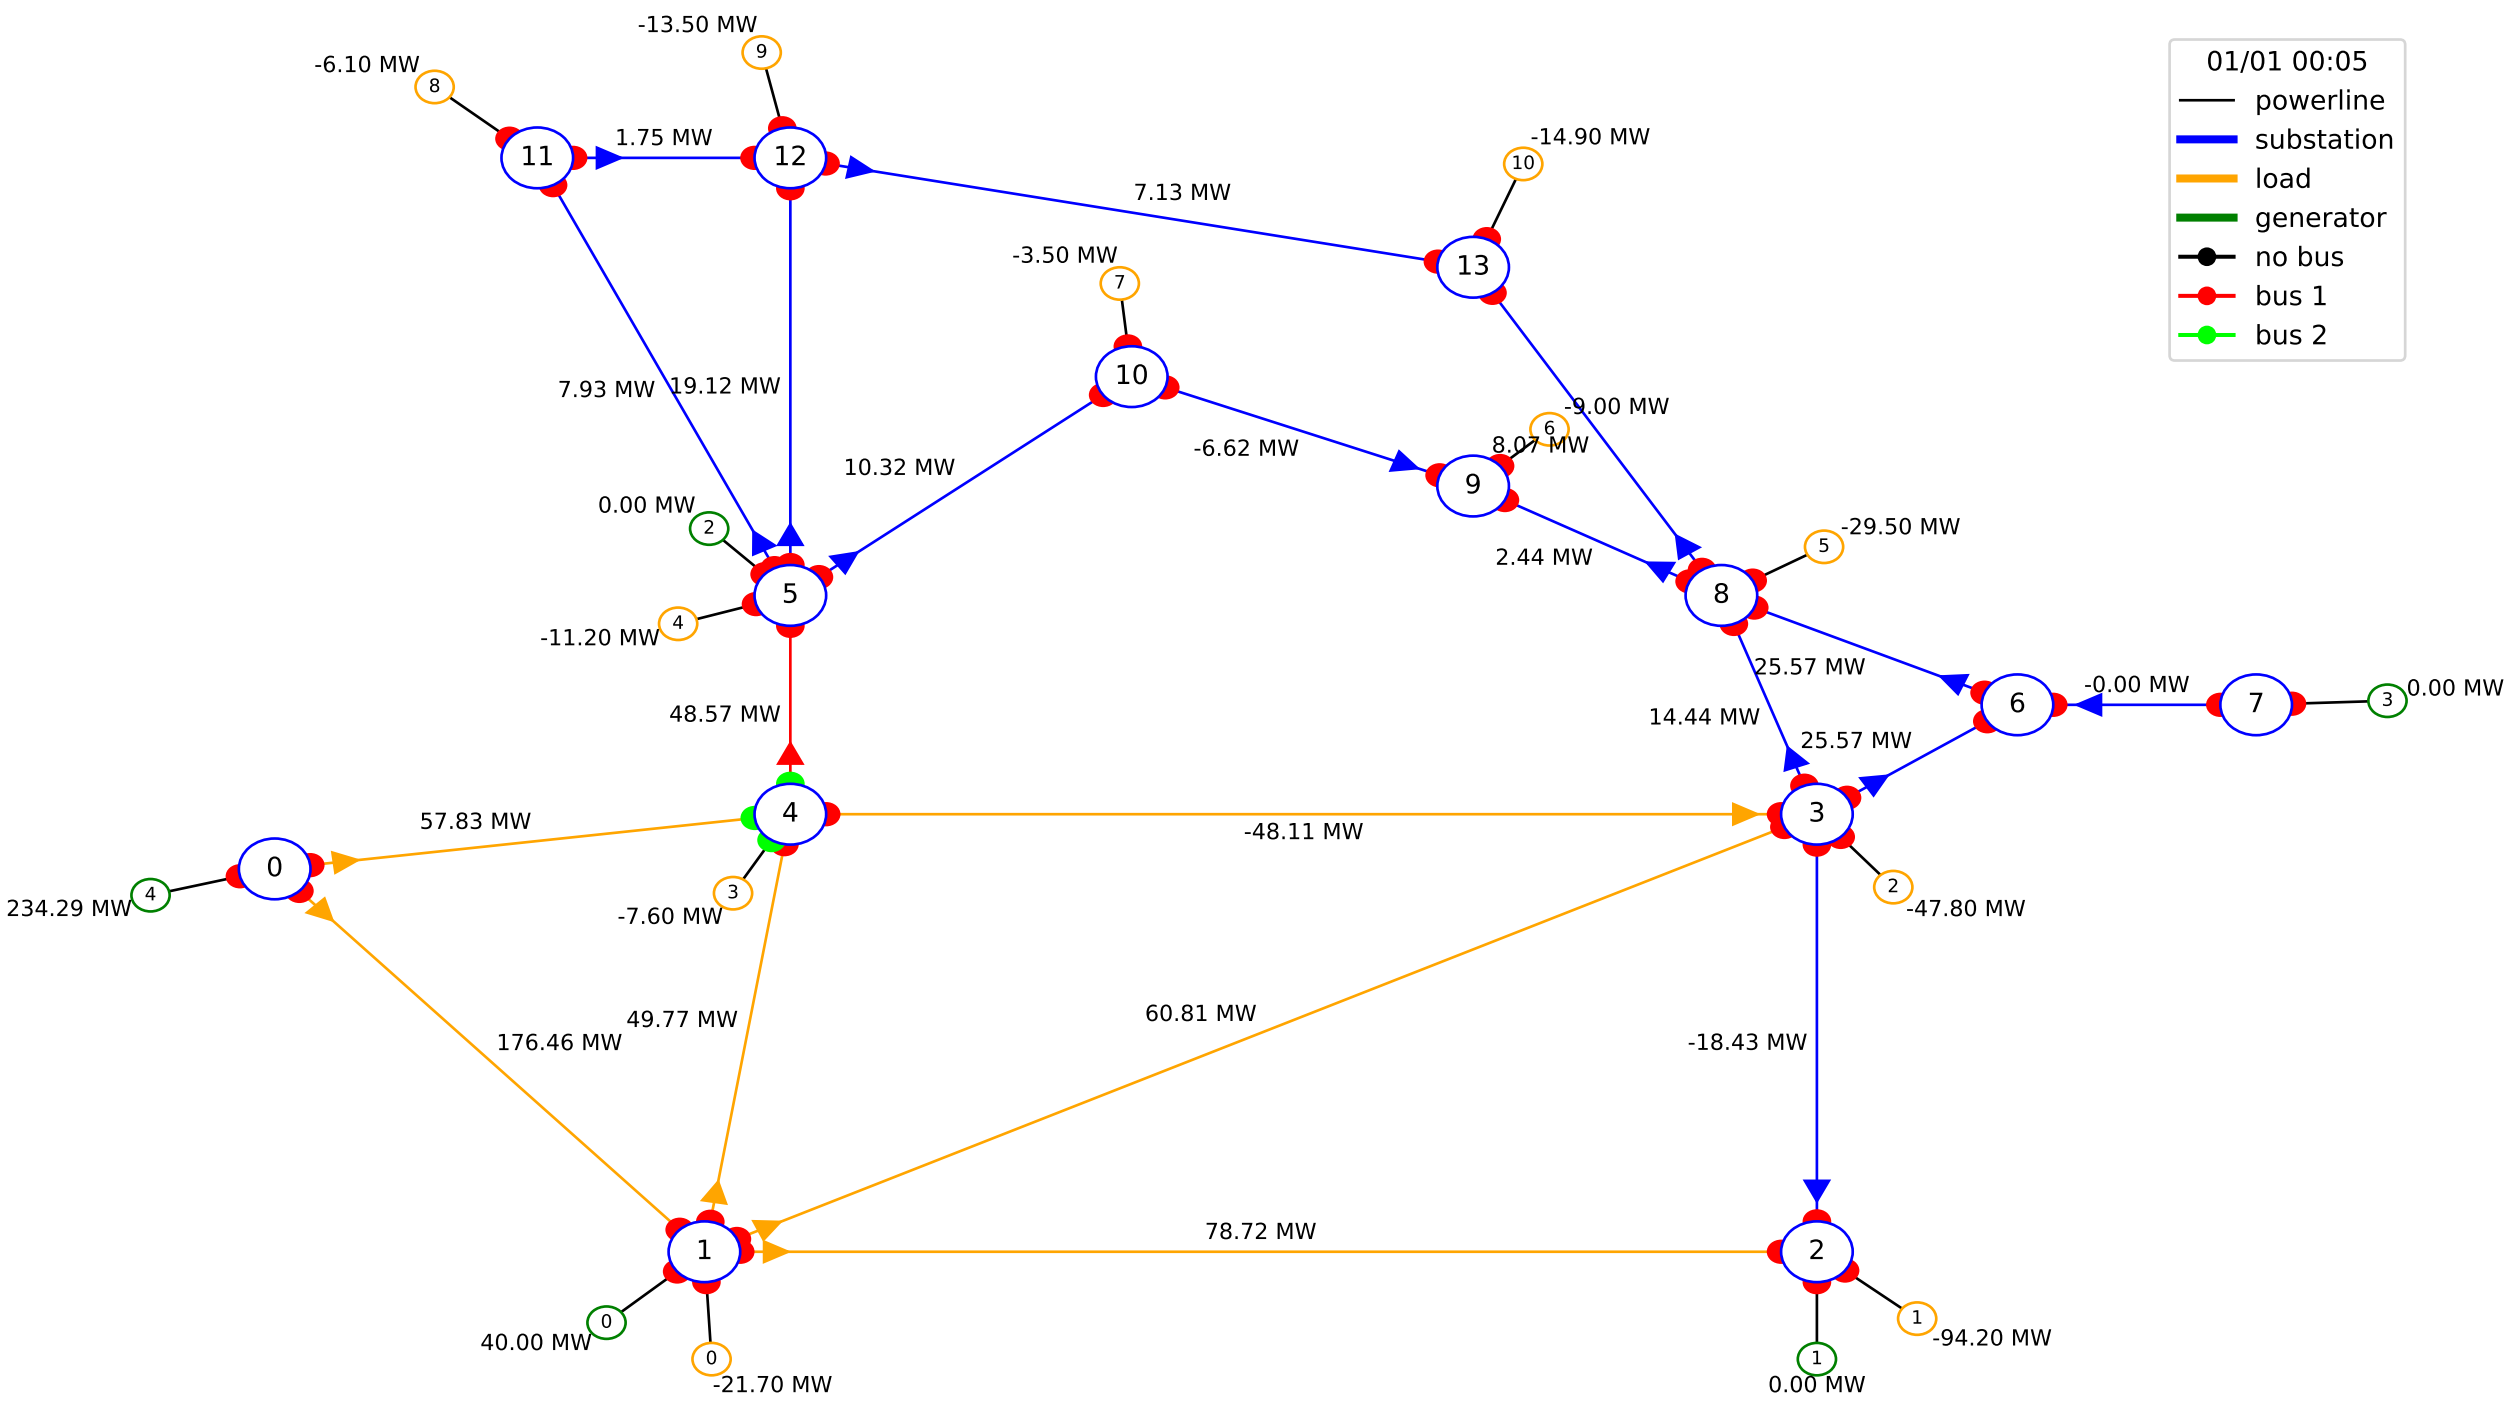 -13.50 MW
9
-6.10 MW
8
11
1.75 MW
12
7.13 MW
-14.90 MW
10
13
-3.50 MW
7
10
7.93 MW
19.12 MW
10.32 MW
-6.62 MW
-9.00 MW
6
8.07 MW
9
0.00 MW
2
5
4
-11.20 MW
2.44 MW
8
5
-29.50 MW
25.57 MW
14.44 MW
25.57 MW
6
-0.00 MW
7
3
0.00 MW
48.57 MW
57.83 MW
4
-48.11 MW
3
0
4
234.29 MW
3
-7.60 MW
2
-47.80 MW
176.46 MW
49.77 MW
60.81 MW
-18.43 MW
1
78.72 MW
2
0
40.00 MW
0
-21.70 MW
1
0.00 MW
1
-94.20 MW
01/01 00:05
powerline
substation
load
generator
no bus
bus 1
bus 2